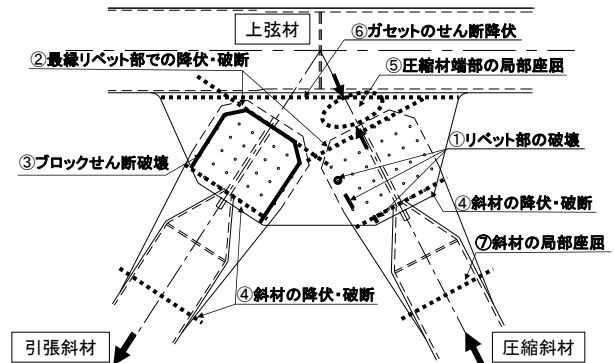 上弦材
⑥ガセットのせん断降伏
②最縁リベット部での降伏・破断
⑤圧縮材端部の局部座屈
①リベット部の破壊
③ブロックせん断破壊
④斜材の降伏・破断
⑦斜材の局部座屈
④斜材の降伏・破断
引張斜材
圧縮斜材